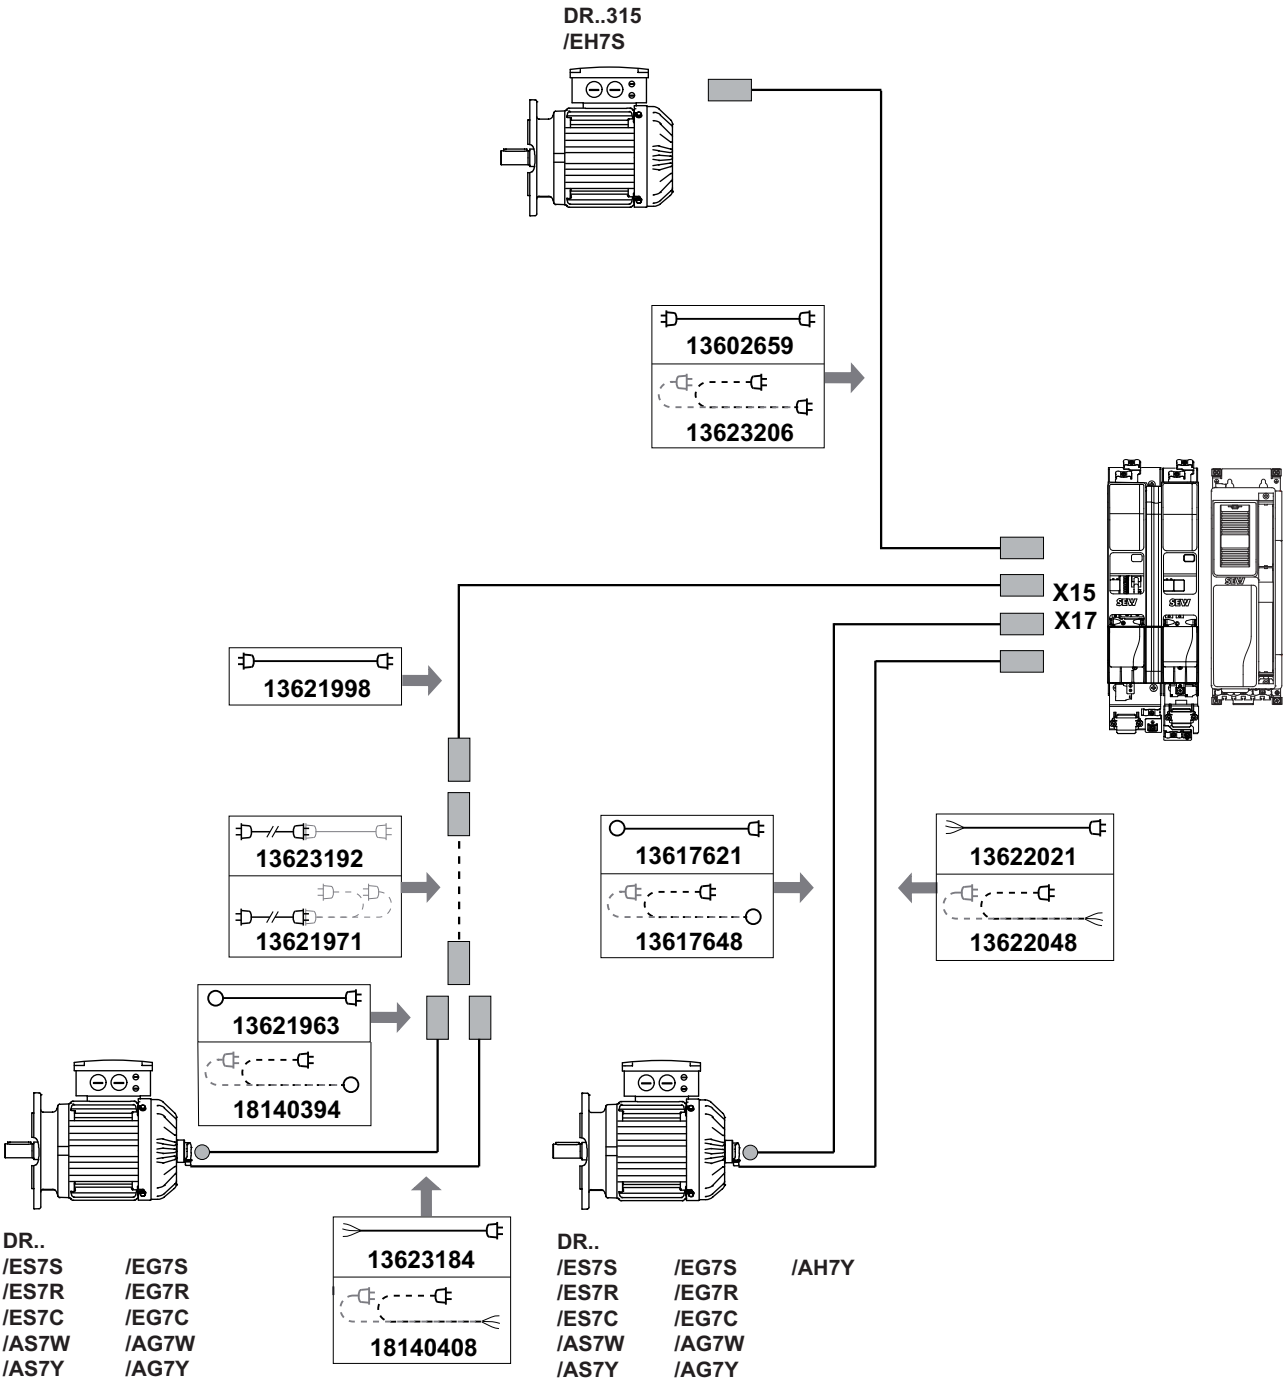 DR..315
/EH7S
13602659
13623206
X15
X17
SEW
SEW
SEW
13621998
13623192
13621971
13617621
13617648
13622021
13622048
13621963
18140394
13623184
18140408
DR..
/ES7S /EG7S
/ES7R /EG7R
/ES7C /EG7C
/AS7W /AG7W
/AS7Y /AG7Y
DR..
/ES7S /EG7S /AH7Y
/ES7R /EG7R
/ES7C /EG7C
/AS7W /AG7W
/AS7Y /AG7Y